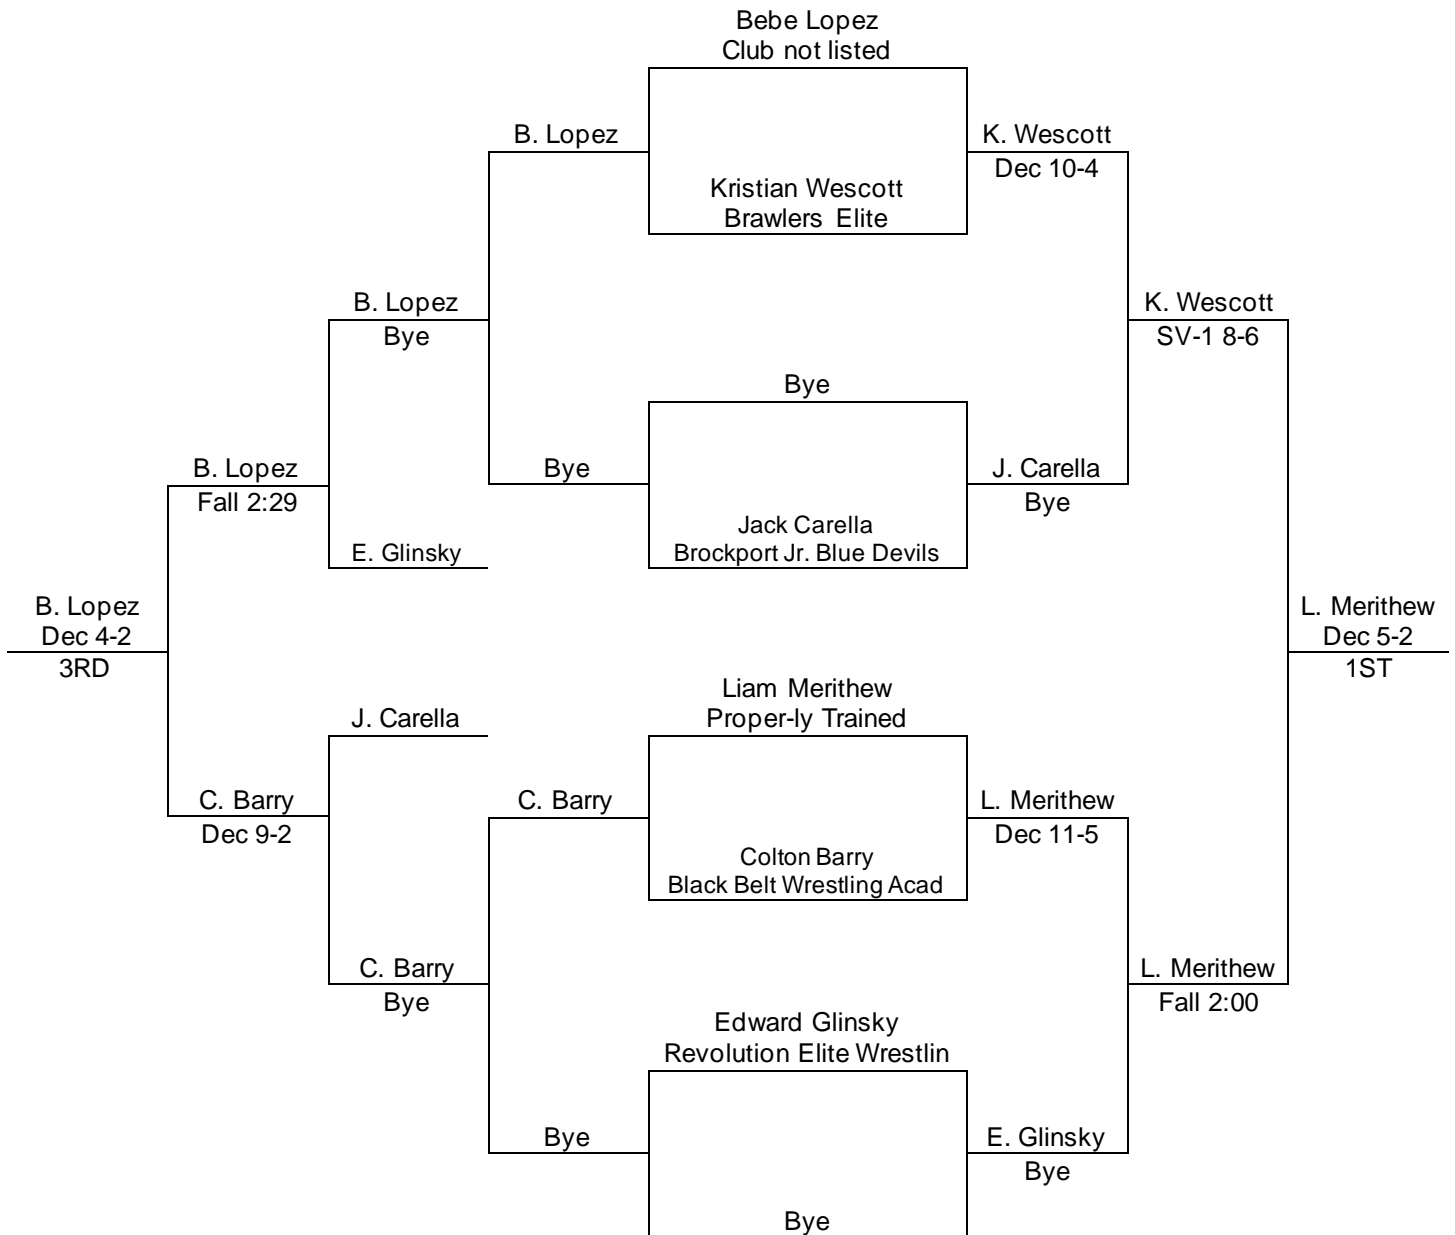 Bebe Lopez
Club not listed
B. Lopez
K. Wescott
Dec 10-4
Kristian Wescott
Brawlers Elite
B. Lopez
Bye
K. Wescott
SV-1 8-6
Bye
B. Lopez
Fall 2:29
Bye
J. Carella
Bye
Jack Carella
Brockport Jr. Blue Devils
E. Glinsky
B. Lopez
Dec 4-2
3RD
L. Merithew
Dec 5-2
1ST
Liam Merithew
Proper-ly Trained
J. Carella
C. Barry
Dec 9-2
C. Barry
L. Merithew
Dec 11-5
Colton Barry
Black Belt Wrestling Acad
C. Barry
Bye
L. Merithew
Fall 2:00
Edward Glinsky
Revolution Elite Wrestlin
Bye
E. Glinsky
Bye
Bye